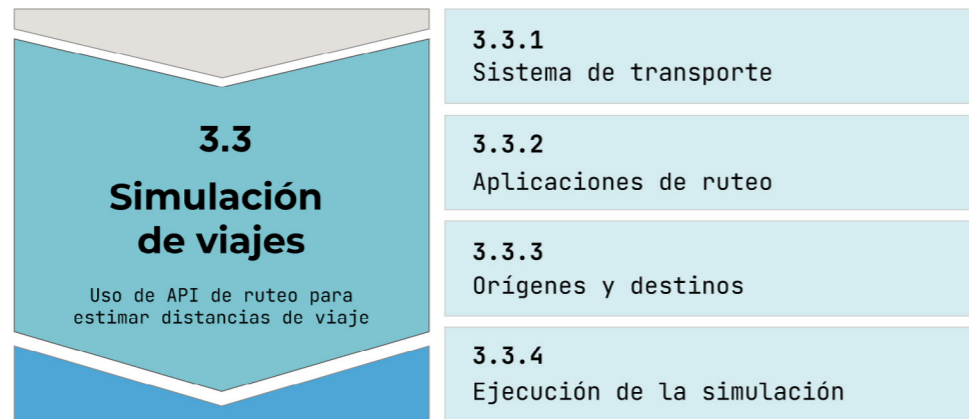 3.3
Simulación
de viajes
Uso de API de ruteo para
estimar distancias de viaje
3.3.1
Sistema de transporte
3.3.2
Aplicaciones de ruteo
3.3.3
Orígenes y destinos
3.3.4
Ejecución de la simulación